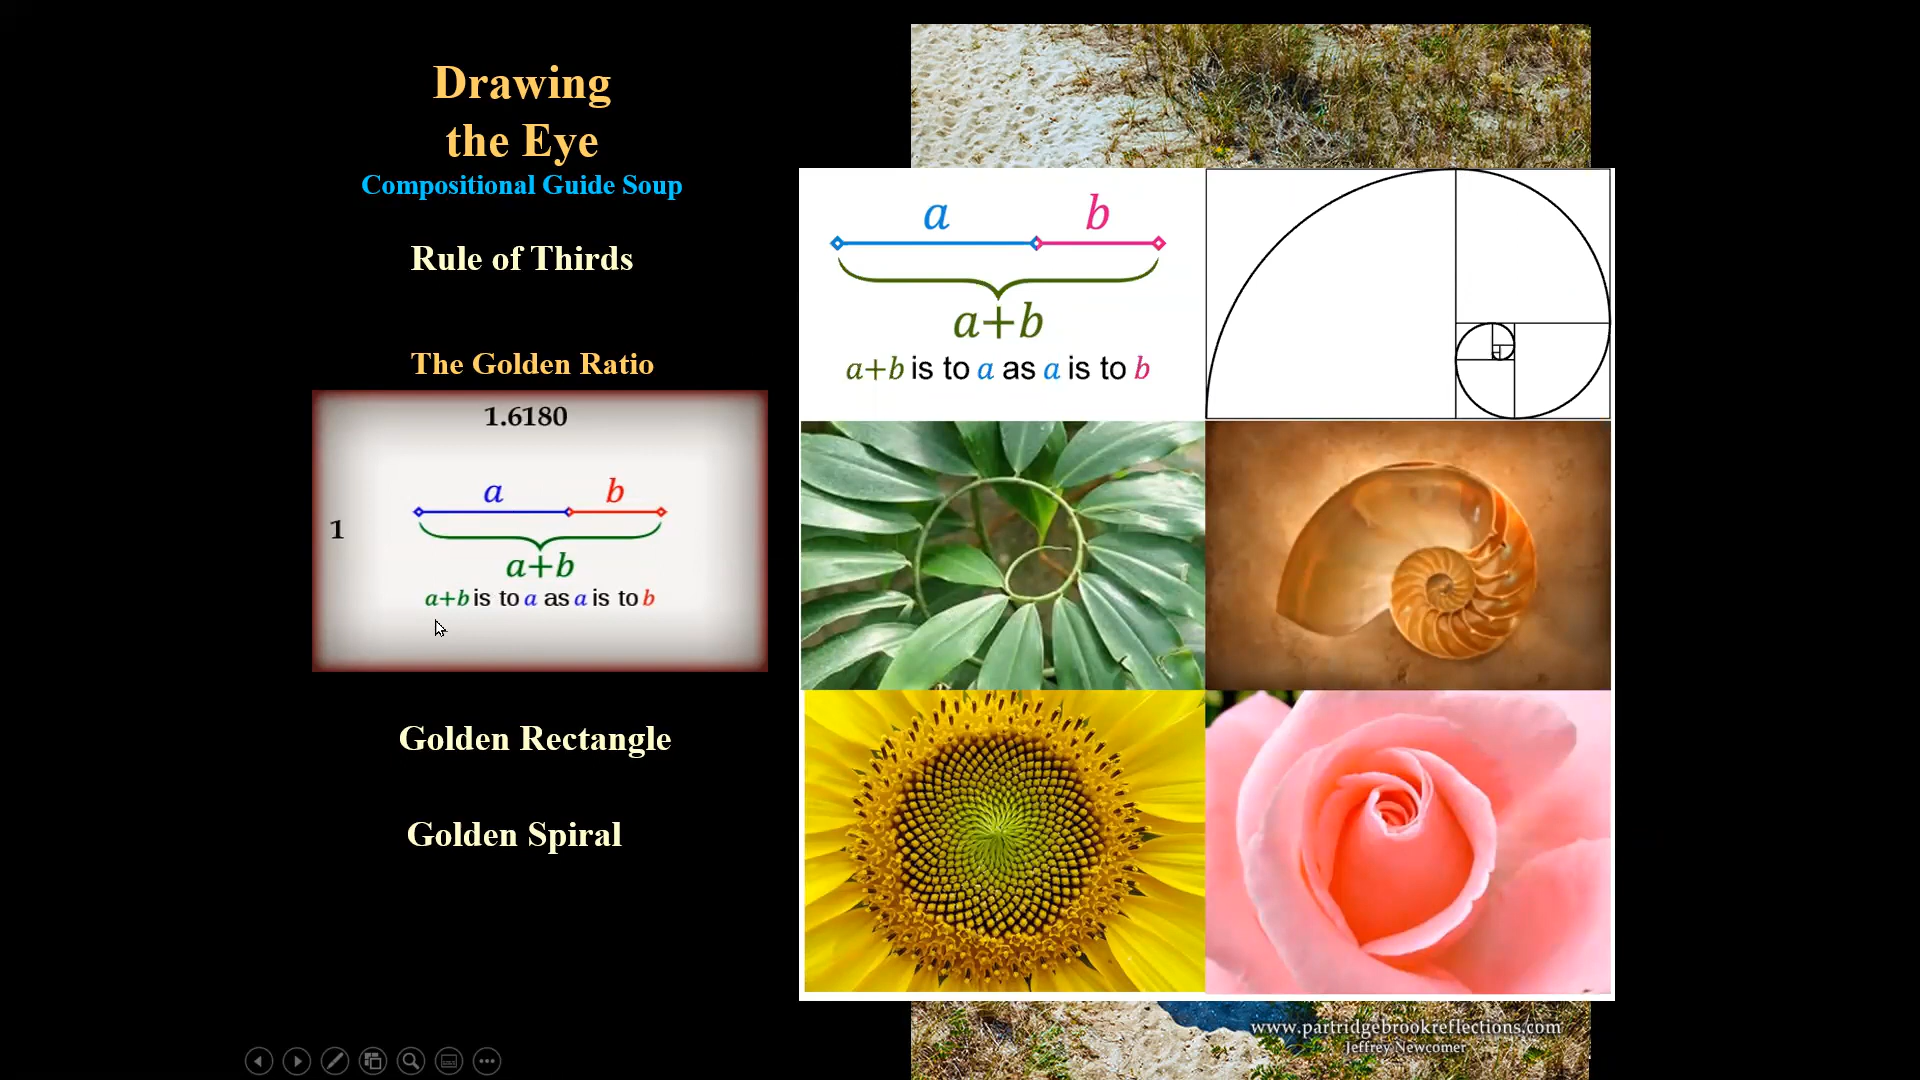 Drawing
the Eye
Compositional Guide Soup
Rule of Thirds
The Golden Ratio
1.6180
a b
1
a+b
a+b is to a as a is to b
Golden Rectangle
Golden Spiral
a b
a+b
a+b is to a as a is to b
www.partridgebrookreflections.com
Jeffrey Newcomer